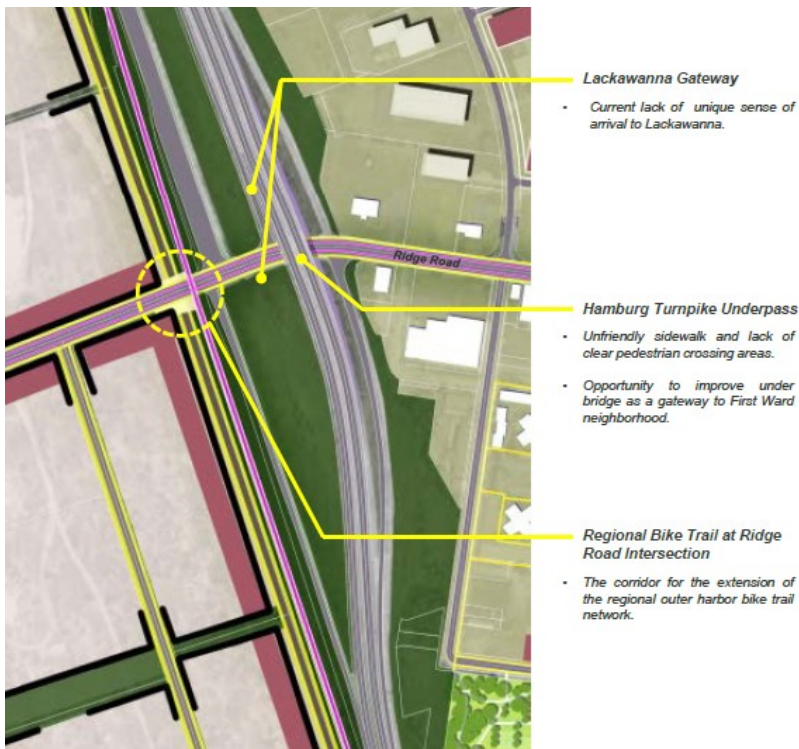 Lackawanna Gateway
- Current lack of unique sense of
arrival to Lackawanna.
Ridge Road
Hamburg Turnpike Underpass
- Unfriendly sidewalk and lack of
clear pedestrian crossing areas.
- Opportunity to improve under
bridge as a gateway to First Ward
neighborhood.
Regional Bike Trail at Ridge
Road Intersection
- The corridor for the extension of
the regional outer harbor bike trail
network.